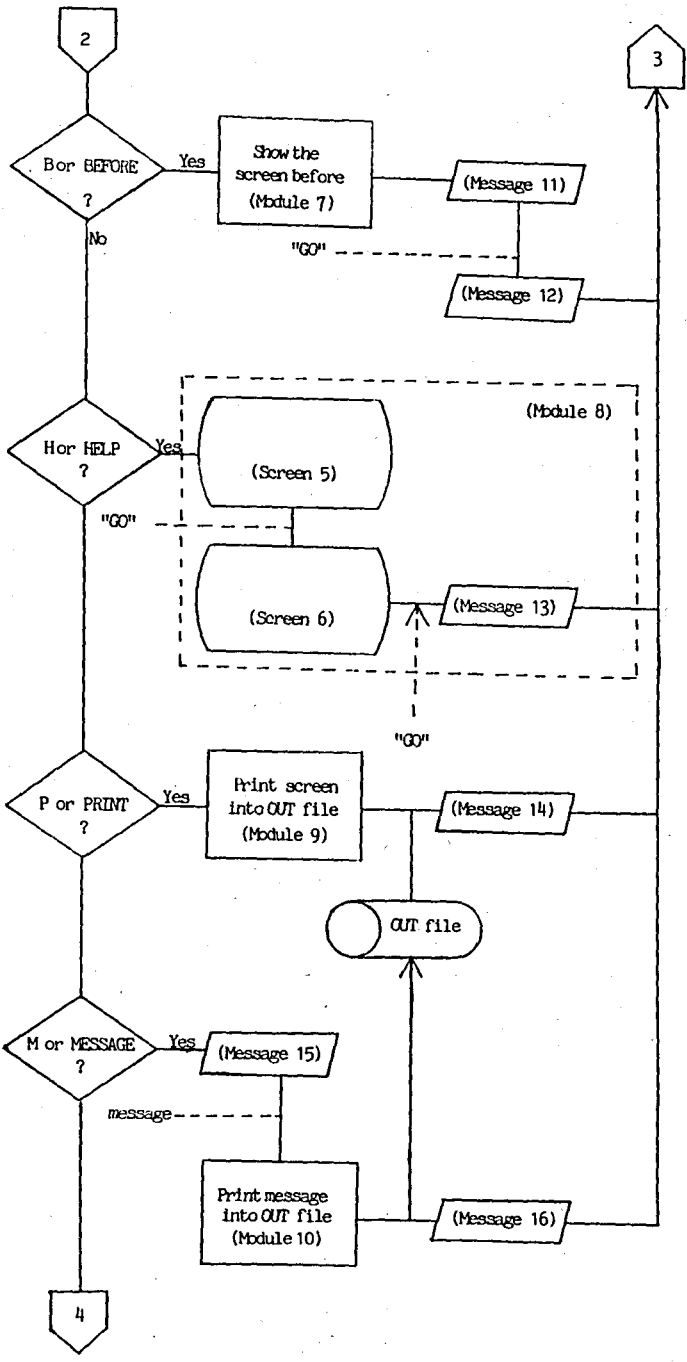 2
3
B or BEFORE
?
Yes
No
Show the
screen before
(Module 7)
(Message 11)
"GO"
(Message 12)
(Module 8)
H or HELP
?
Yes
(Screen 5)
"GO"
(Screen 6)
(Message 13)
"GO"
P or PRINT
?
Yes
Print screen
into OUT file
(Module 9)
(Message 14)
OUT file
M or MESSAGE
?
Yes
(Message 15)
message
Print message
into OUT file
(Module 10)
(Message 16)
4